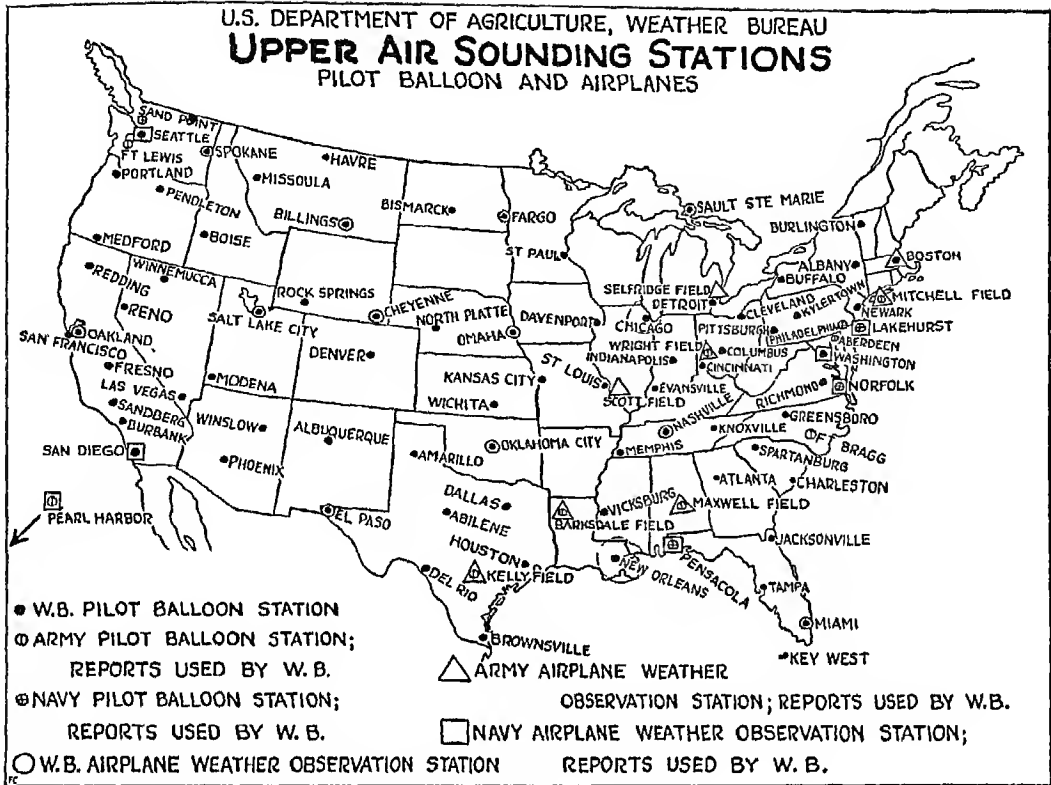 U.S. DEPARTMENT OF AGRICULTURE, WEATHER BUREAU
UPPER AIR SOUNDING STATIONS
PILOT BALLOON AND AIRPLANES
SAND POINT
SEATTLE
FT LEWIS
SPOKANE
HAVRE
PORTLAND
MISSOULA
PENDLETON
BISMARCK
FARGO
SAULT STE MARIE
BILLINGS
BURLINGTON
MEDFORD
BOISE
ST PAUL
ALBANY
BOSTON
REDDING
WINNEMUCCA
ROCK SPRINGS
CHEYENNE
SELFRIDGE FIELD
BUFFALO
DETROIT
CLEVELAND
KYLERTOWN
MITCHELL FIELD
NEWARK
RENO
SALT LAKE CITY
NORTH PLATTE
DAVENPORT
CHICAGO
PITTSBURGH
PHILADELPHIA
LAKEHURST
OAKLAND
SAN FRANCISCO
OMAHA
WRIGHT FIELD
COLUMBUS
ABERDEEN
DENVER
INDIANAPOLIS
CINCINNATI
WASHINGTON
FRESNO
MODENA
KANSAS CITY
ST LOUIS
EVANSVILLE
RICHMOND
NORFOLK
LAS VEGAS
SCOTT FIELD
SANDBERG
WICHITA
NASHVILLE
GREENSBORO
BURBANK
WINSLOW
ALBUQUERQUE
OKLAHOMA CITY
KNOXVILLE
FT. BRAGG
SAN DIEGO
AMARILLO
MEMPHIS
SPARTANBURG
PHOENIX
ATLANTA
CHARLESTON
PEARL HARBOR
EL PASO
DALLAS
ABILENE
VICKSBURG
MAXWELL FIELD
BARKSDALE FIELD
JACKSONVILLE
HOUSTON
DEL RIO
KELLY FIELD
NEW ORLEANS
PENSACOLA
TAMPA
BROWNSVILLE
MIAMI
KEY WEST
W.B. PILOT BALLOON STATION
ARMY PILOT BALLOON STATION;
REPORTS USED BY W.B.
NAVY PILOT BALLOON STATION;
REPORTS USED BY W.B.
W.B. AIRPLANE WEATHER OBSERVATION STATION
ARMY AIRPLANE WEATHER
OBSERVATION STATION; REPORTS USED BY W.B.
NAVY AIRPLANE WEATHER OBSERVATION STATION;
REPORTS USED BY W.B.
FC